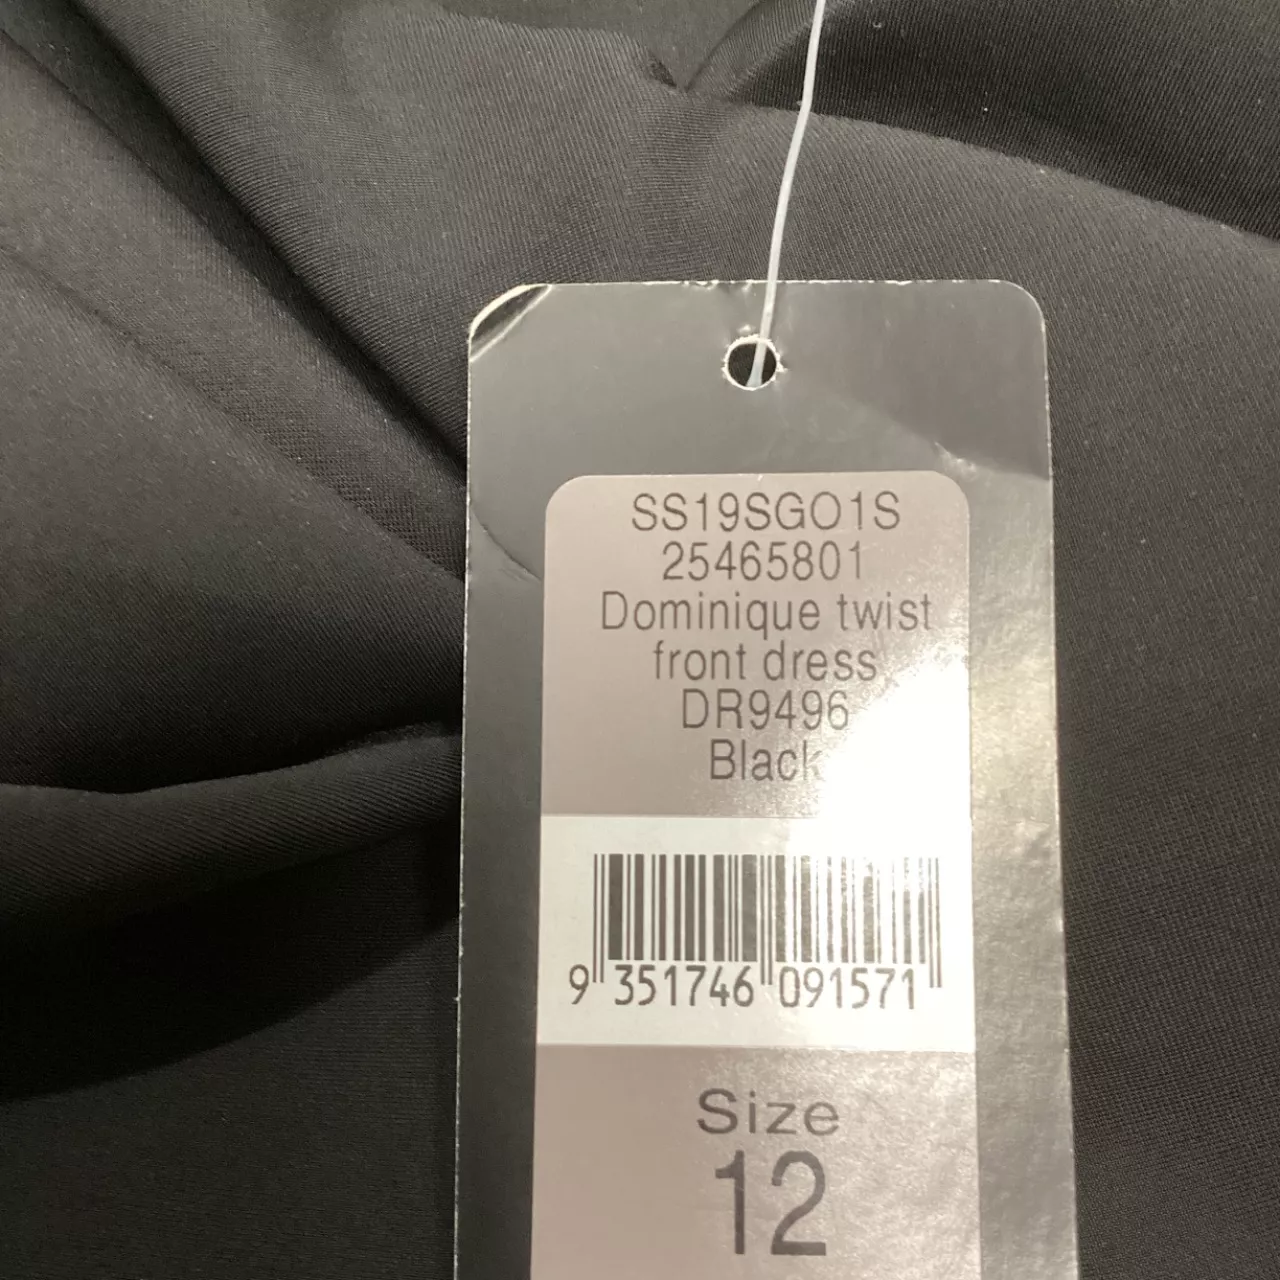 SS19SGO1S
25465801
Dominique twist
front dress
DR9496
Black
9 351746 091571
Size
12